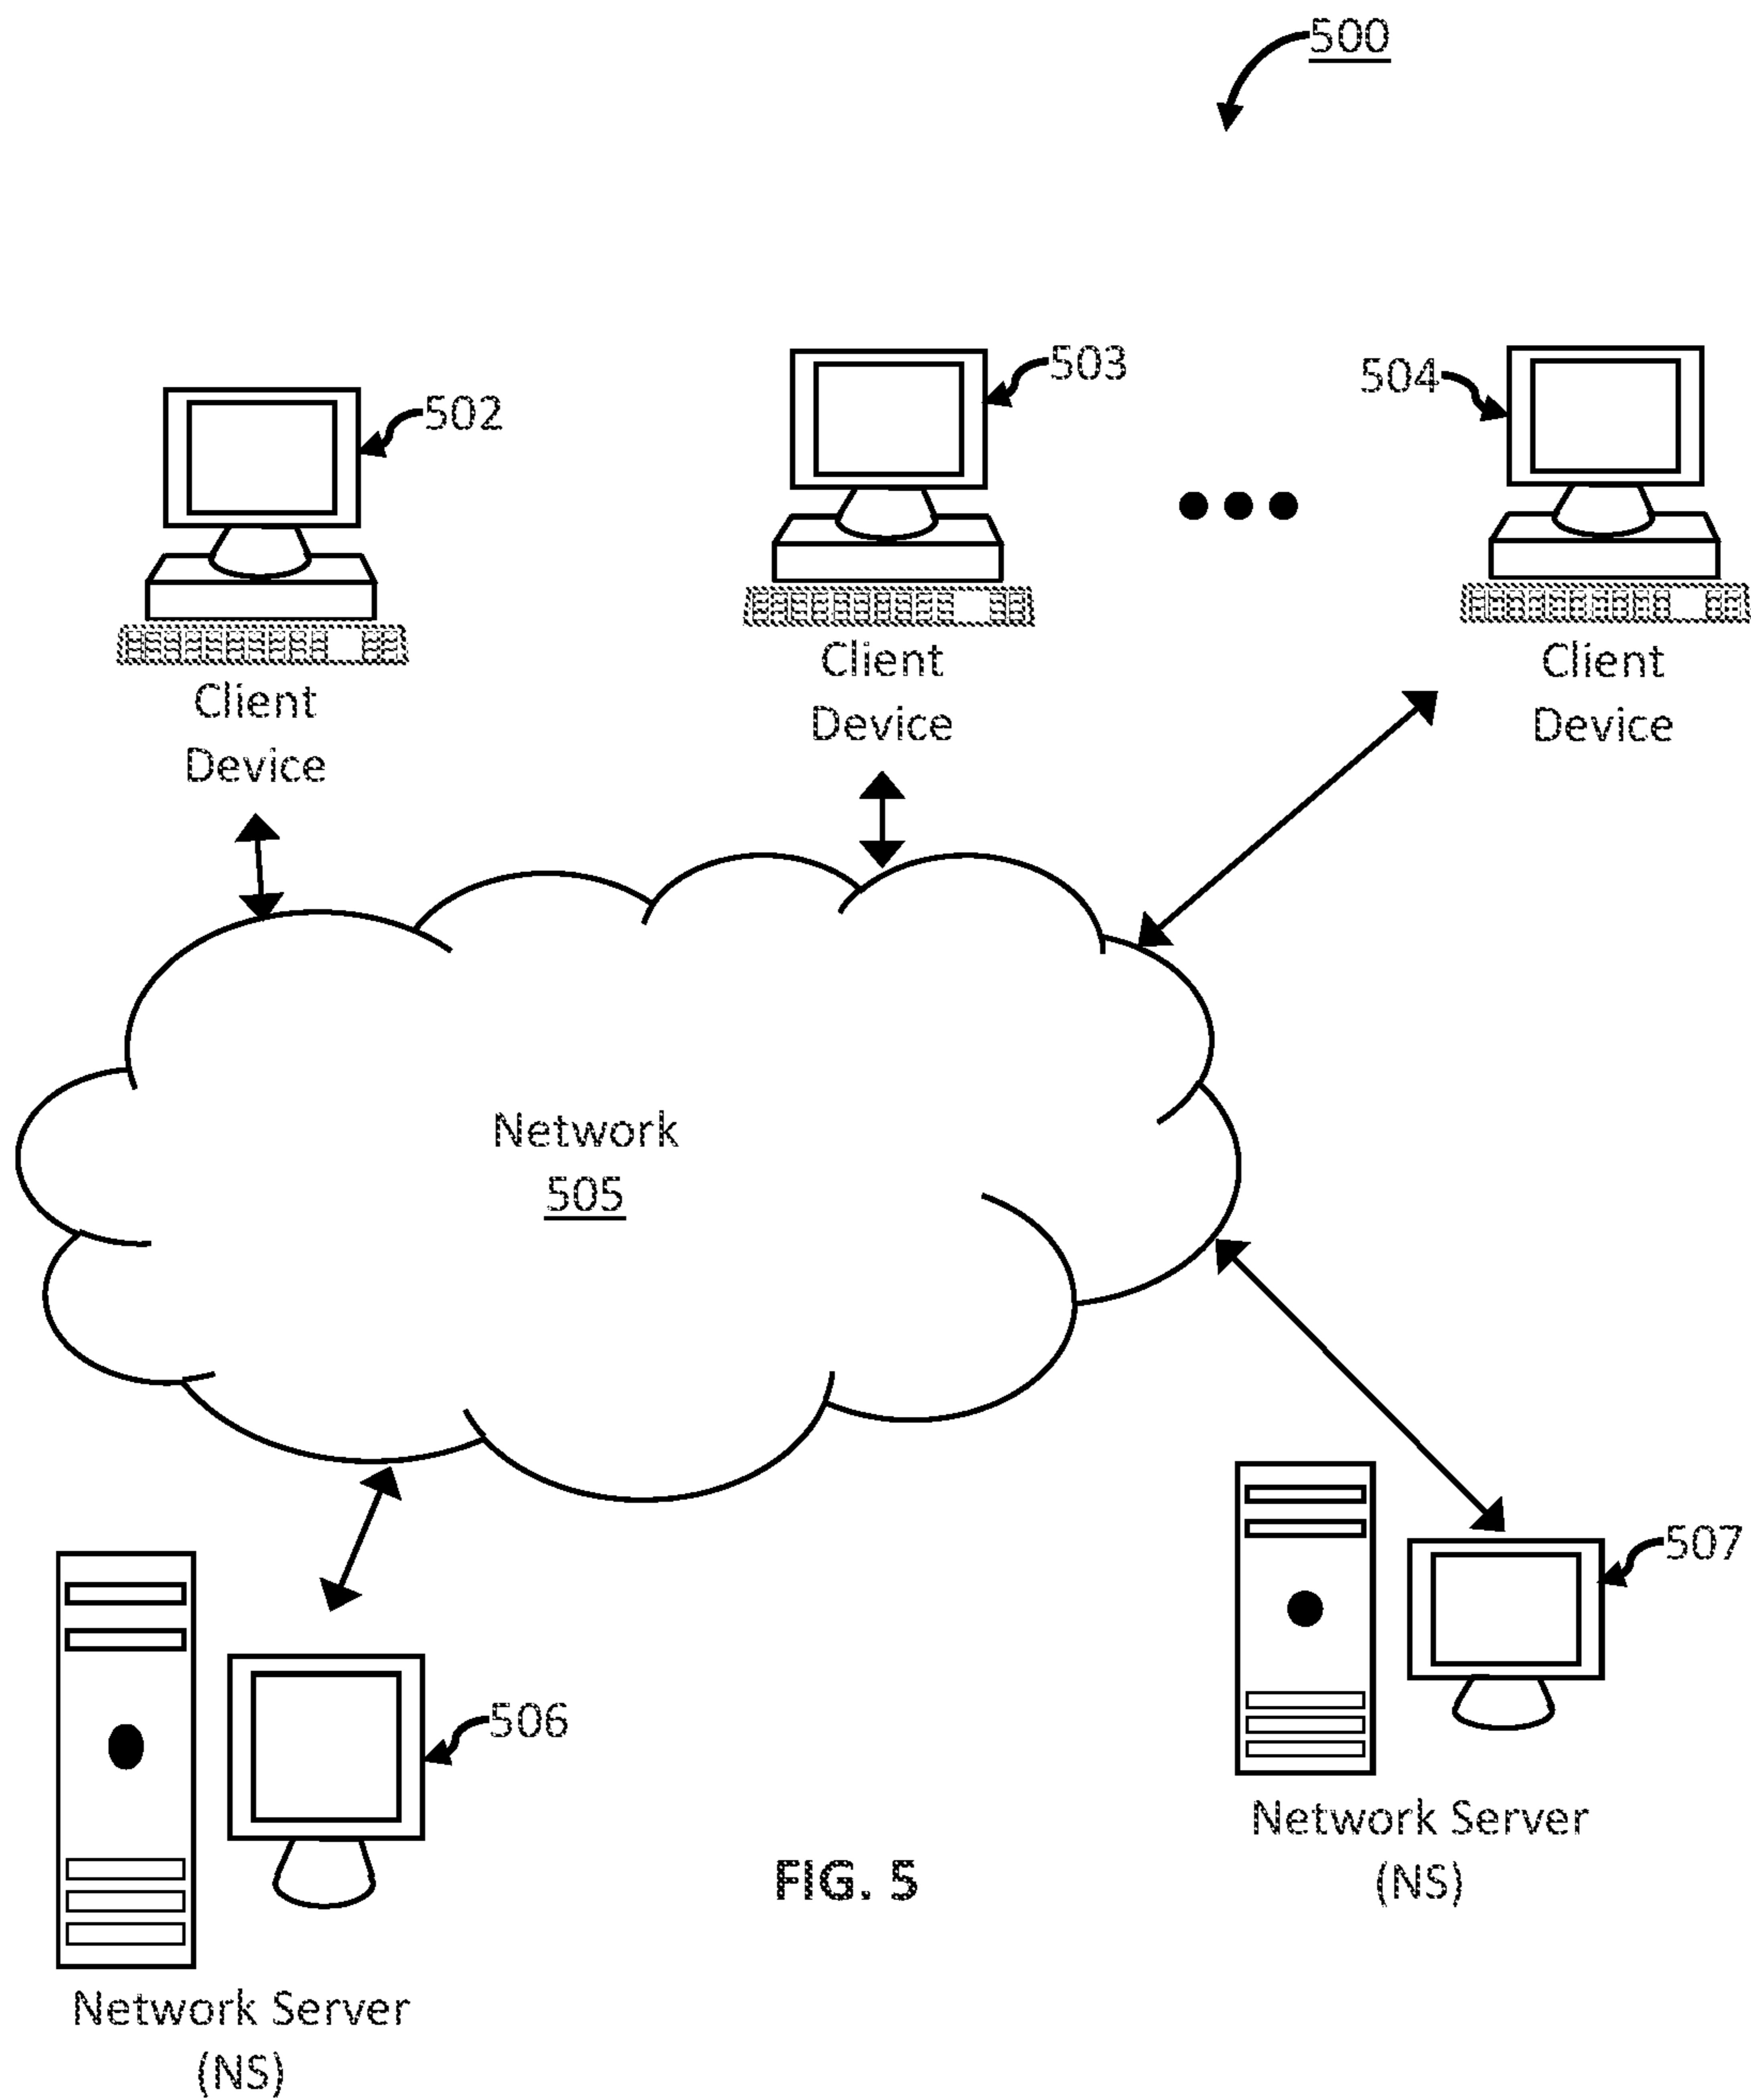 500
502
503
504
Client
Device
Client
Device
Client
Device
Network
505
506
507
Network Server
(NS)
FIG. 5
Network Server
(NS)